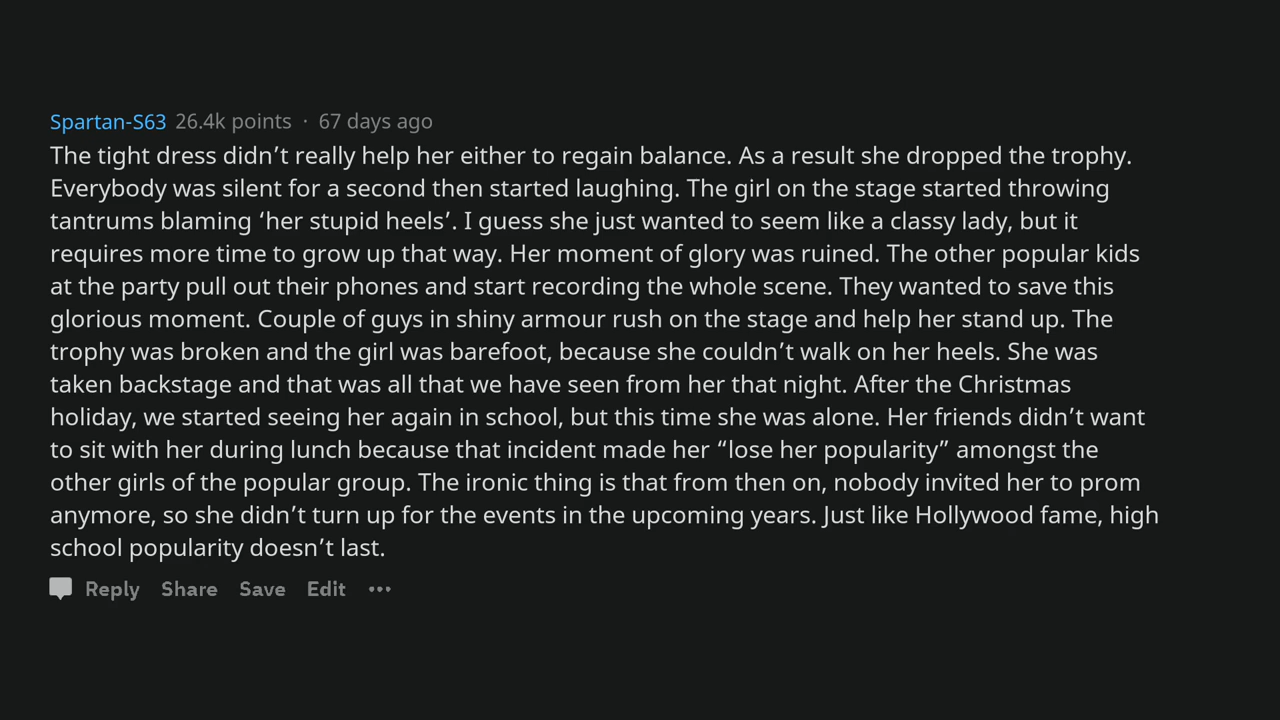 Spartan-S63 26.4k points · 67 days ago
The tight dress didn’t really help her either to regain balance. As a result she dropped the trophy.
Everybody was silent for a second then started laughing. The girl on the stage started throwing
tantrums blaming ‘her stupid heels’. I guess she just wanted to seem like a classy lady, but it
requires more time to grow up that way. Her moment of glory was ruined. The other popular kids
at the party pull out their phones and start recording the whole scene. They wanted to save this
glorious moment. Couple of guys in shiny armour rush on the stage and help her stand up. The
trophy was broken and the girl was barefoot, because she couldn’t walk on her heels. She was
taken backstage and that was all that we have seen from her that night. After the Christmas
holiday, we started seeing her again in school, but this time she was alone. Her friends didn’t want
to sit with her during lunch because that incident made her “lose her popularity” amongst the
other girls of the popular group. The ironic thing is that from then on, nobody invited her to prom
anymore, so she didn’t turn up for the events in the upcoming years. Just like Hollywood fame, high
school popularity doesn’t last.
Reply Share Save Edit •••